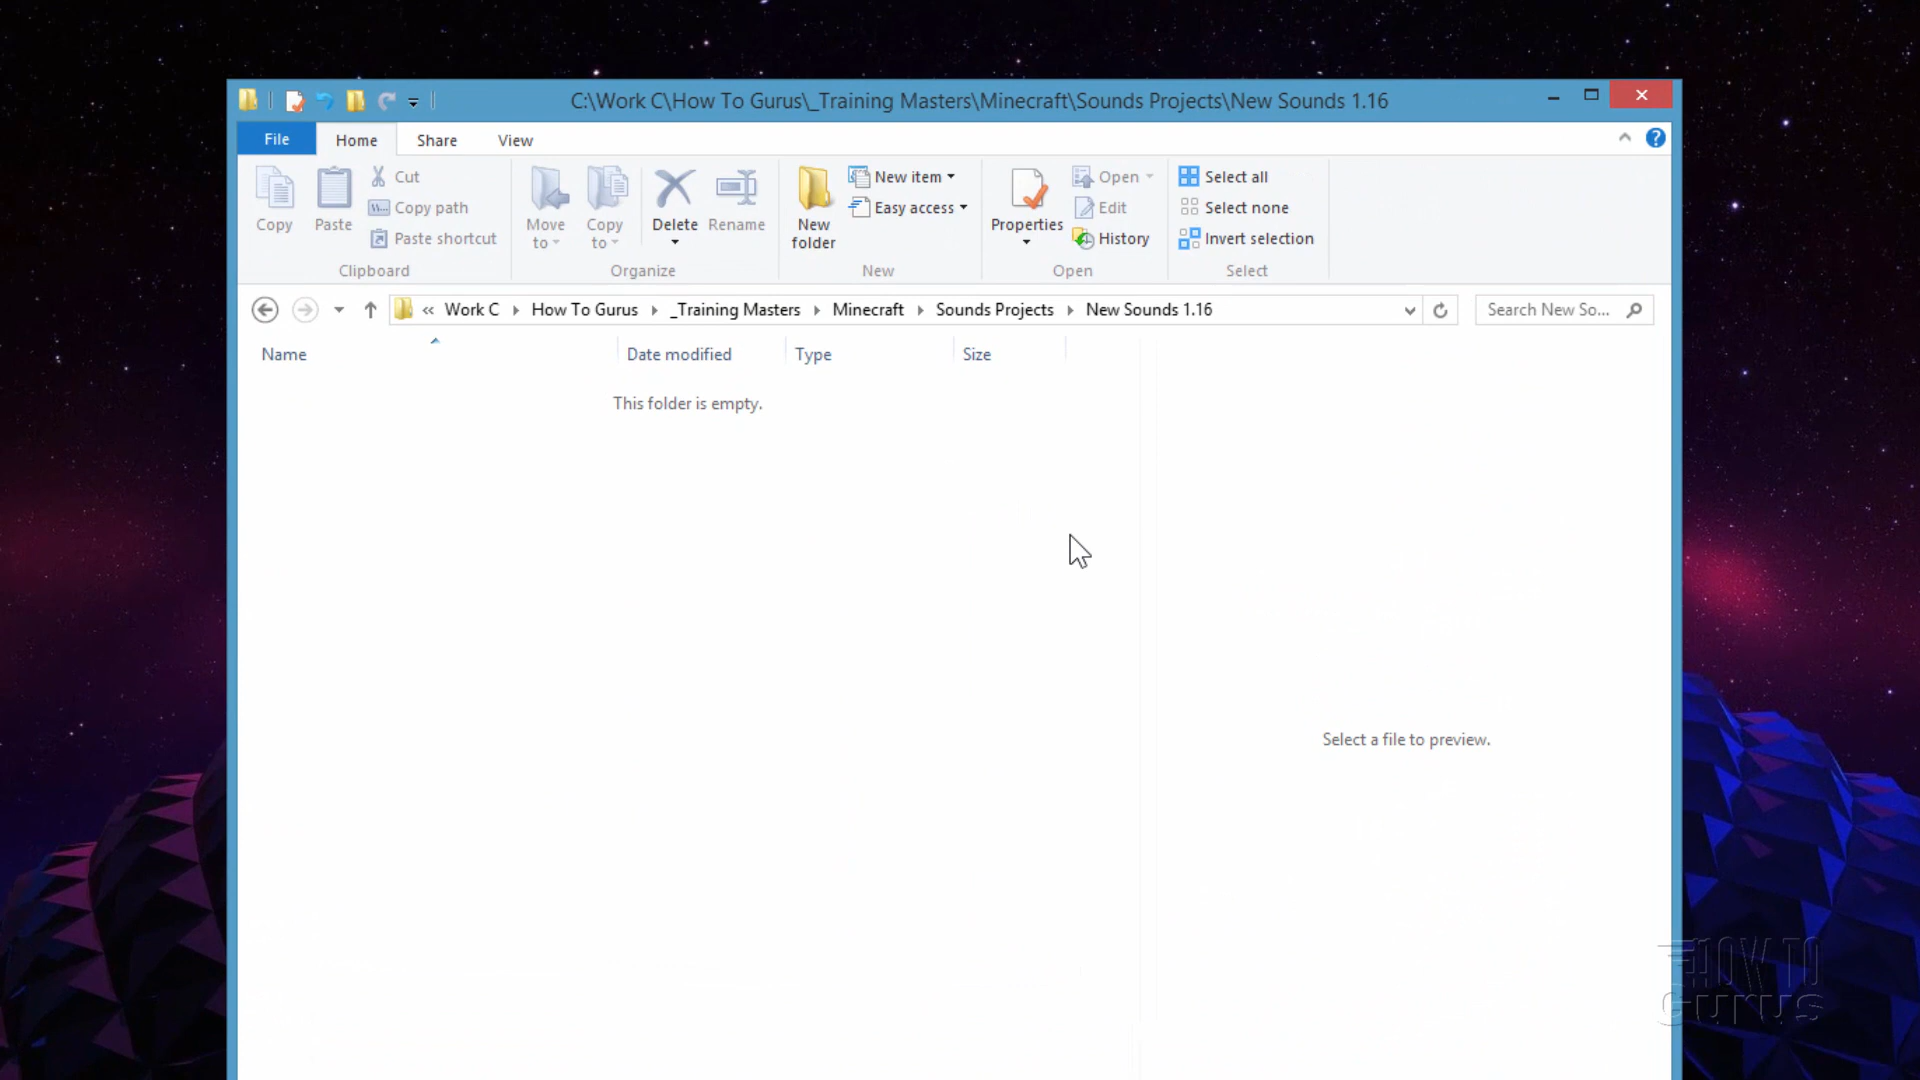 C:\Work C\How To Gurus\_Training Masters\Minecraft\Sounds Projects\New Sounds 1.16
File Home Share View
Copy
Paste
Cut
Copy path
Paste shortcut
Clipboard
Move to
Copy to
Delete
Rename
Organize
New folder
New item
Easy access
New
Properties
Open
Edit
History
Open
Select all
Select none
Invert selection
Select
« Work C How To Gurus _Training Masters Minecraft Sounds Projects New Sounds 1.16
Search New So...
Name Date modified Type Size
This folder is empty.
Select a file to preview.
HOW TO
GURUS